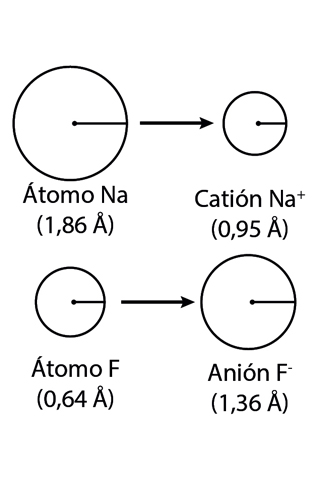 Átomo Na
(1,86 Å)
Catión Na⁺
(0,95 Å)
Átomo F
(0,64 Å)
Anión F⁻
(1,36 Å)